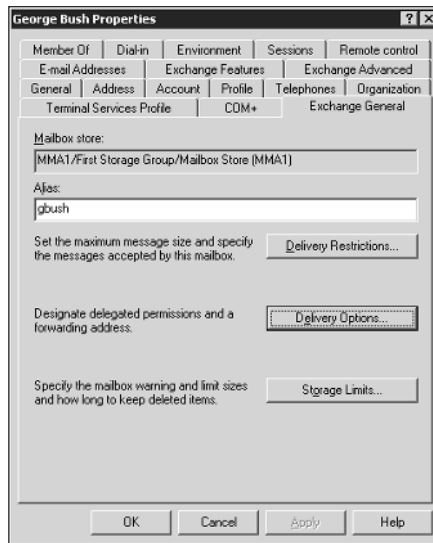 George Bush Properties
Member Of Dial-in Environment Sessions Remote control
E-mail Addresses Exchange Features Exchange Advanced
General Address Account Profile Telephones Organization
Terminal Services Profile COM+ Exchange General
Mailbox store:
MMA1/First Storage Group/Mailbox Store (MMA1)
Alias:
gbush
Set the maximum message size and specify
the messages accepted by this mailbox.
Delivery Restrictions...
Designate delegated permissions and a
forwarding address.
Delivery Options...
Specify the mailbox warning and limit sizes
and how long to keep deleted items.
Storage Limits...
OK Cancel Apply Help